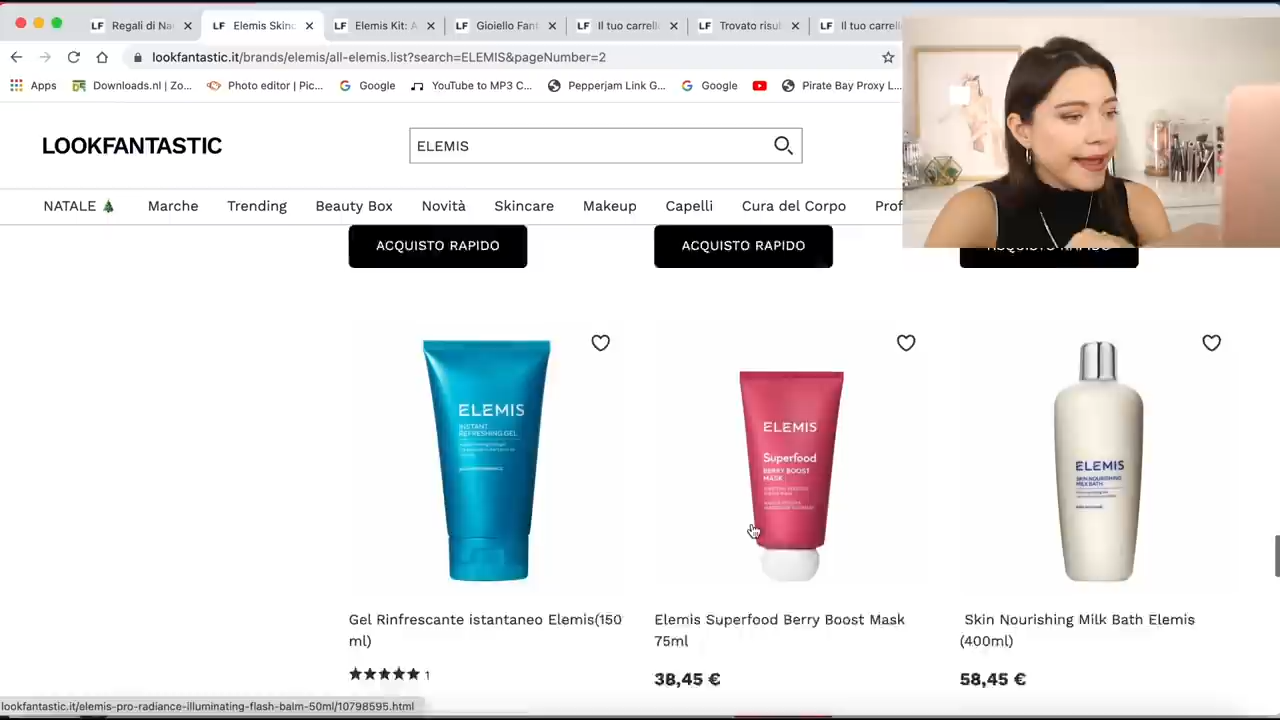 LF Regali di Na
LF Elemis Skinc
LF Elemis Kit: A
LF Gioiello Fant
LF Il tuo carrell
LF Trovato risul
LF Il tuo carre
lookfantastic.it/brands/elemis/all-elemis.list?search=ELEMIS&pageNumber=2
Apps
Downloads.nl | Zo...
Photo editor | Pic...
Google
YouTube to MP3 C...
Pepperjam Link G...
Google
Pirate Bay Proxy L...
LOOKFANTASTIC
ELEMIS
NATALE Marche Trending Beauty Box Novità Skincare Makeup Capelli Cura del Corpo Prof
ACQUISTO RAPIDO
ACQUISTO RAPIDO
ACQUISTO RAPIDO
ELEMIS
INSTANT
REFRESHING GEL
ELEMIS
Superfood
BERRY BOOST
MASK
ELEMIS
SKIN NOURISHING
MILK BATH
Gel Rinfrescante istantaneo Elemis(150
ml)
1
Elemis Superfood Berry Boost Mask
75ml
38,45 €
Skin Nourishing Milk Bath Elemis
(400ml)
58,45 €
lookfantastic.it/elemis-pro-radiance-illuminating-flash-balm-50ml/10798595.html